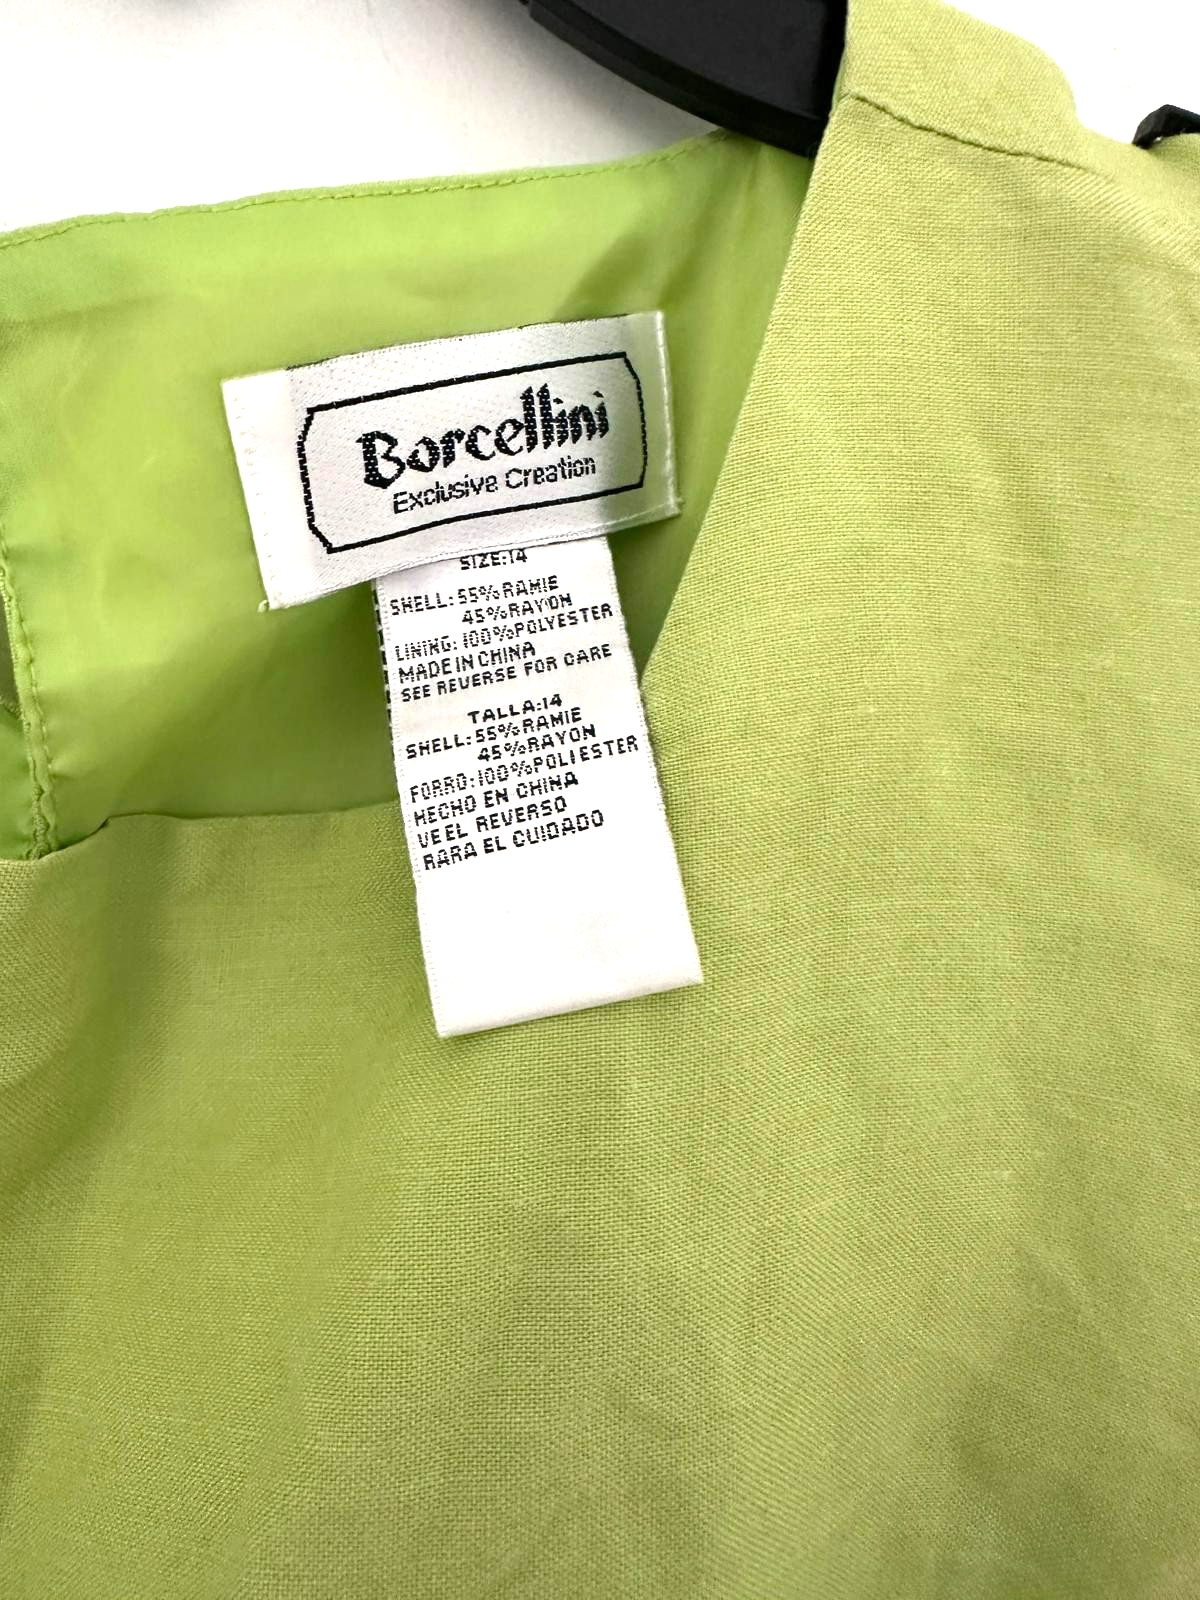 Borcellini
Exclusive Creation
SIZE:14
SHELL:55%RAMIE
45%RAYON
LINING:100%POLYESTER
MADE IN CHINA
SEE REVERSE FOR CARE
TALLA:14
SHELL:55%RAMIE
45%RAYON
FORRO:100%POLIESTER
HECHO EN CHINA
VE EL REVERSO
RARA EL CUIDADO